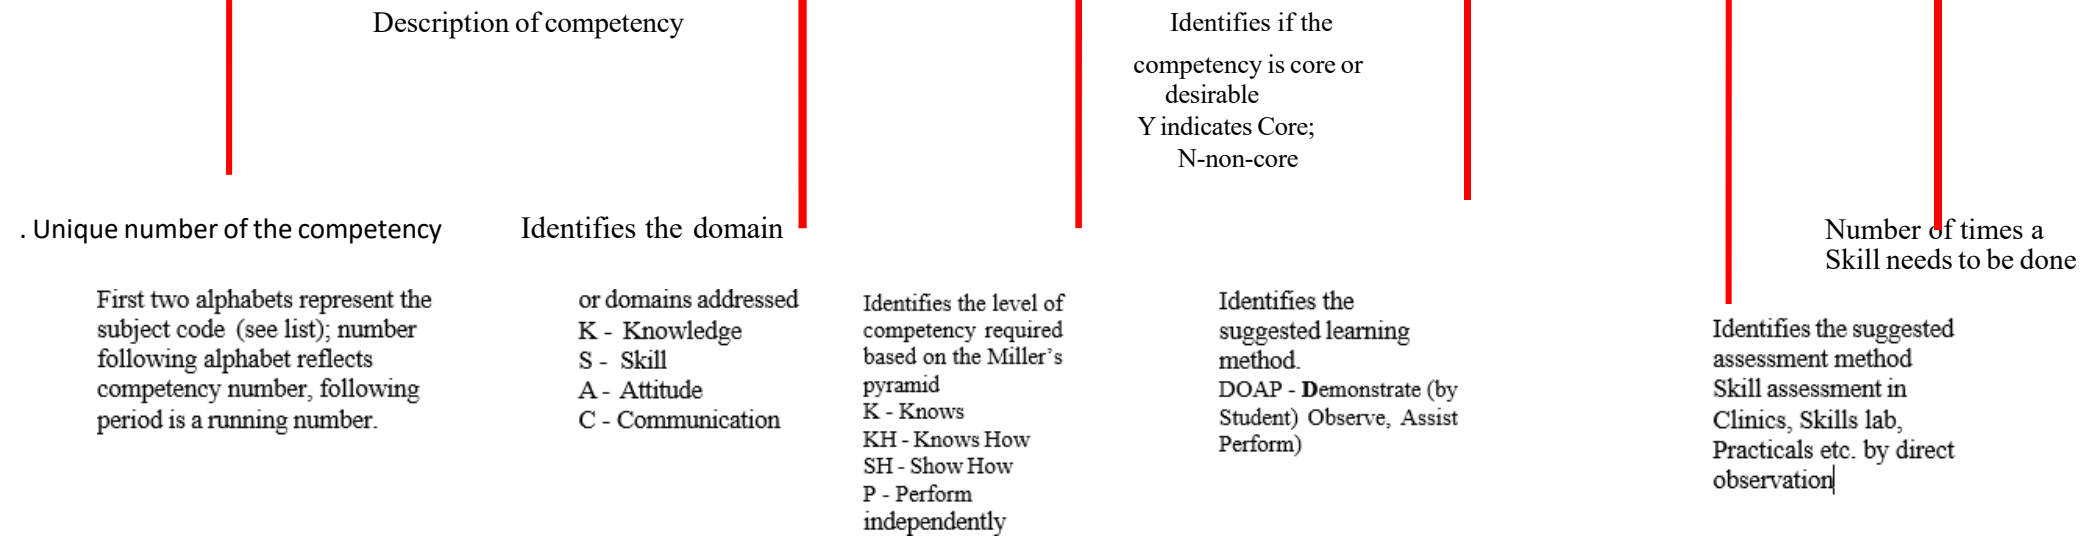 Description of competency
Identifies if the
competency is core or
desirable
Y indicates Core;
N-non-core
. Unique number of the competency
First two alphabets represent the
subject code (see list); number
following alphabet reflects
competency number, following
period is a running number.
Identifies the domain
or domains addressed
K - Knowledge
S - Skill
A - Attitude
C - Communication
Identifies the level of
competency required
based on the Miller’s
pyramid
K - Knows
KH - Knows How
SH - Show How
P - Perform
independently
Identifies the
suggested learning
method.
DOAP - Demonstrate (by
Student) Observe, Assist
Perform)
Identifies the suggested
assessment method
Skill assessment in
Clinics, Skills lab,
Practicals etc. by direct
observation
Number of times a
Skill needs to be done